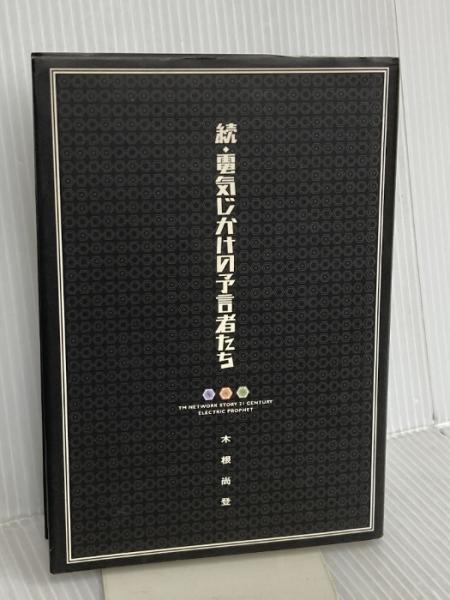 続・電気じかけの予言者たち
TM NETWORK STORY 21 CENTURY
ELECTRIC PROPHET
木根尚登